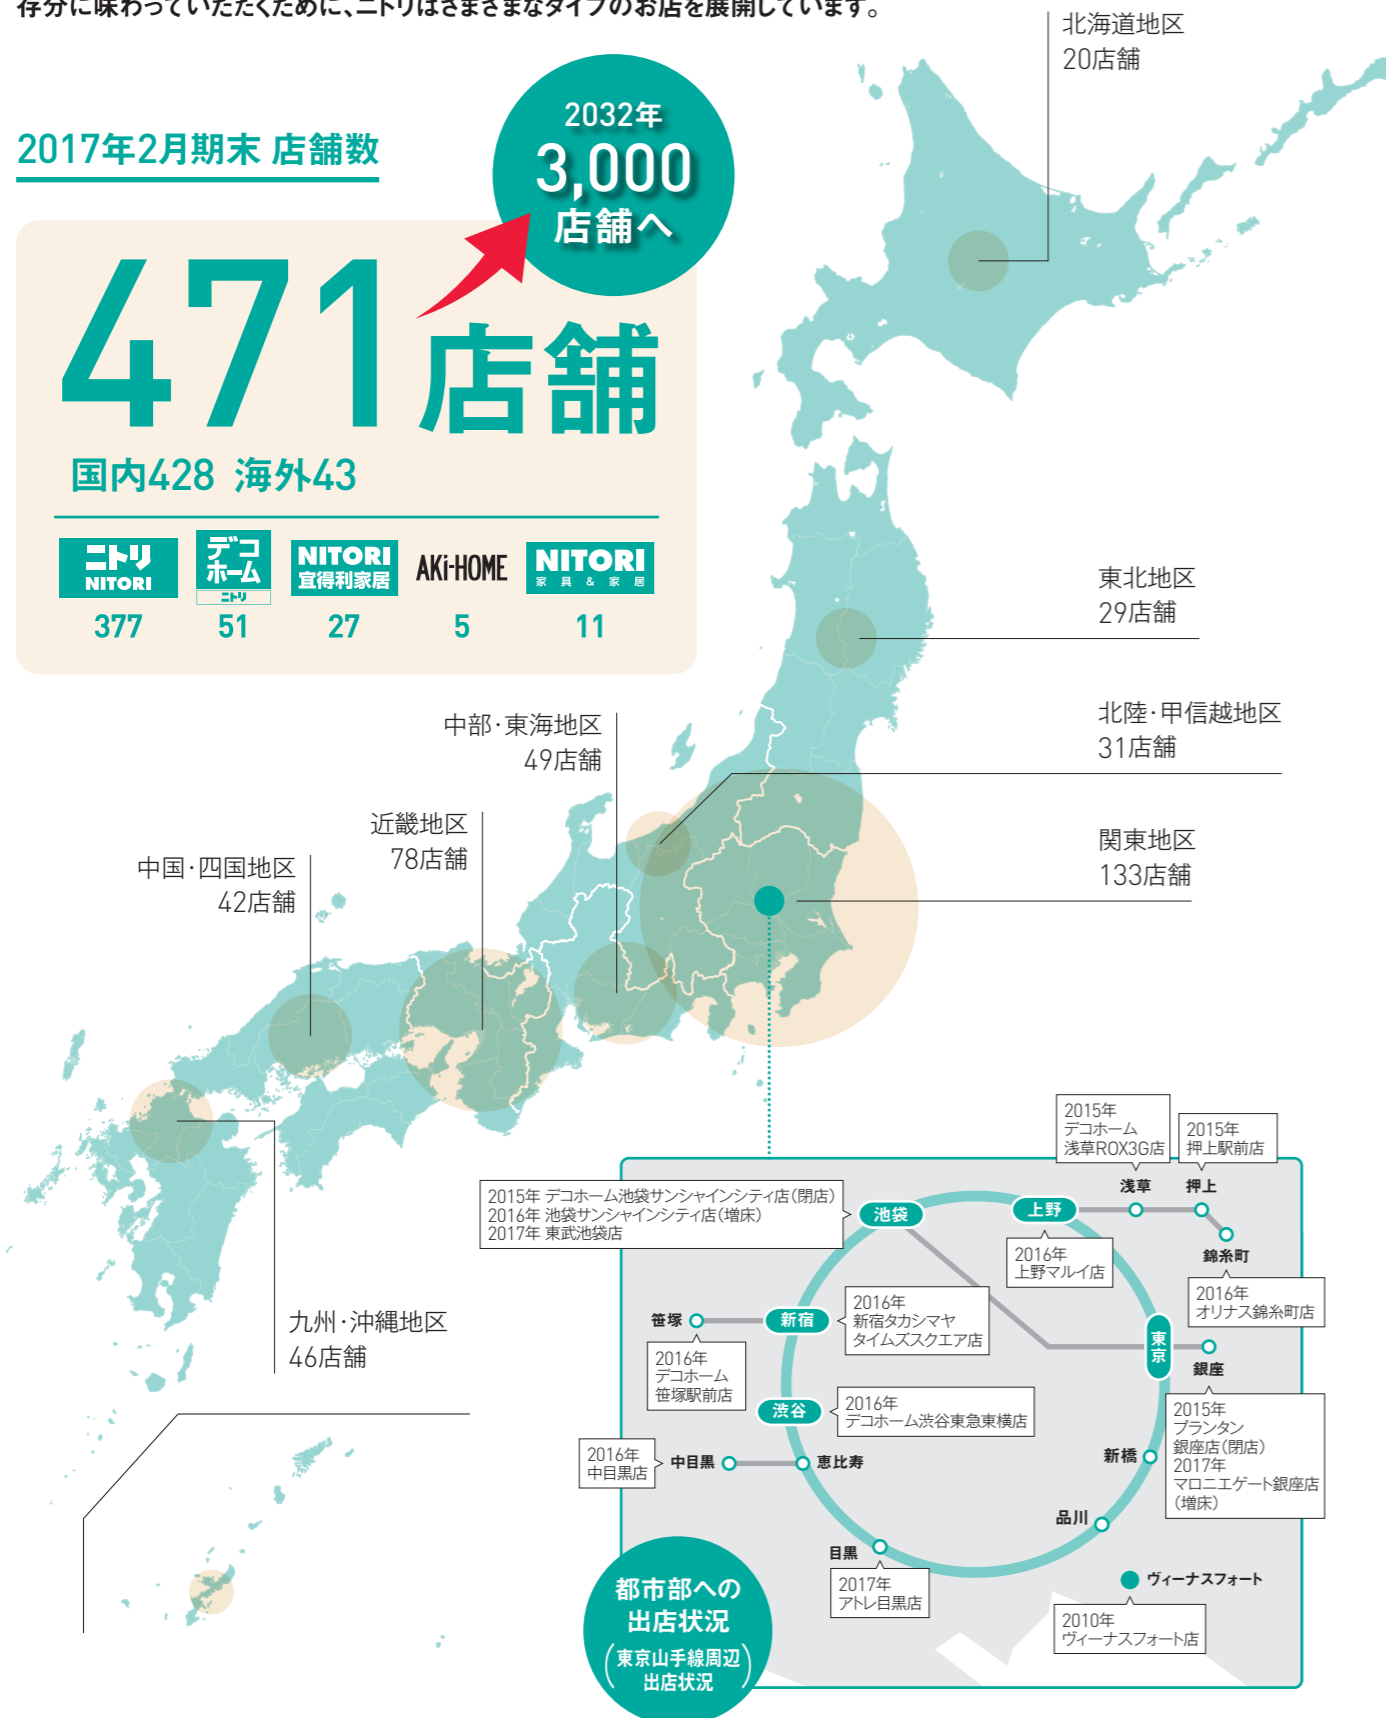 存分に味わっていただくために、ニトリはさまざまなタイプのお店を展開しています。
2017年2月期末 店舗数
2032年
3,000
店舗へ
471店舗
国内428 海外43
ニトリ
NITORI
377
デコ
ホーム
ニトリ
51
NITORI
宜得利家居
27
AKi-HOME
5
NITORI
家具&家居
11
北海道地区
20店舗
東北地区
29店舗
北陸・甲信越地区
31店舗
関東地区
133店舗
中部・東海地区
49店舗
近畿地区
78店舗
中国・四国地区
42店舗
九州・沖縄地区
46店舗
2015年
デコホーム
浅草ROX3G店
2015年
押上駅前店
浅草
押上
錦糸町
2016年
オリナス錦糸町店
2015年 デコホーム池袋サンシャインシティ店(閉店)
2016年 池袋サンシャインシティ店(増床)
2017年 東武池袋店
池袋
上野
2016年
上野マルイ店
笹塚
新宿
2016年
新宿タカシマヤ
タイムズスクエア店
東京
銀座
2016年
デコホーム
笹塚駅前店
渋谷
2016年
デコホーム渋谷東急東横店
2015年
プランタン
銀座店(閉店)
2017年
マロニエゲート銀座店
(増床)
2016年
中目黒店
中目黒
恵比寿
新橋
品川
目黒
2017年
アトレ目黒店
ヴィーナスフォート
2010年
ヴィーナスフォート店
都市部への
出店状況
(東京山手線周辺
出店状況)